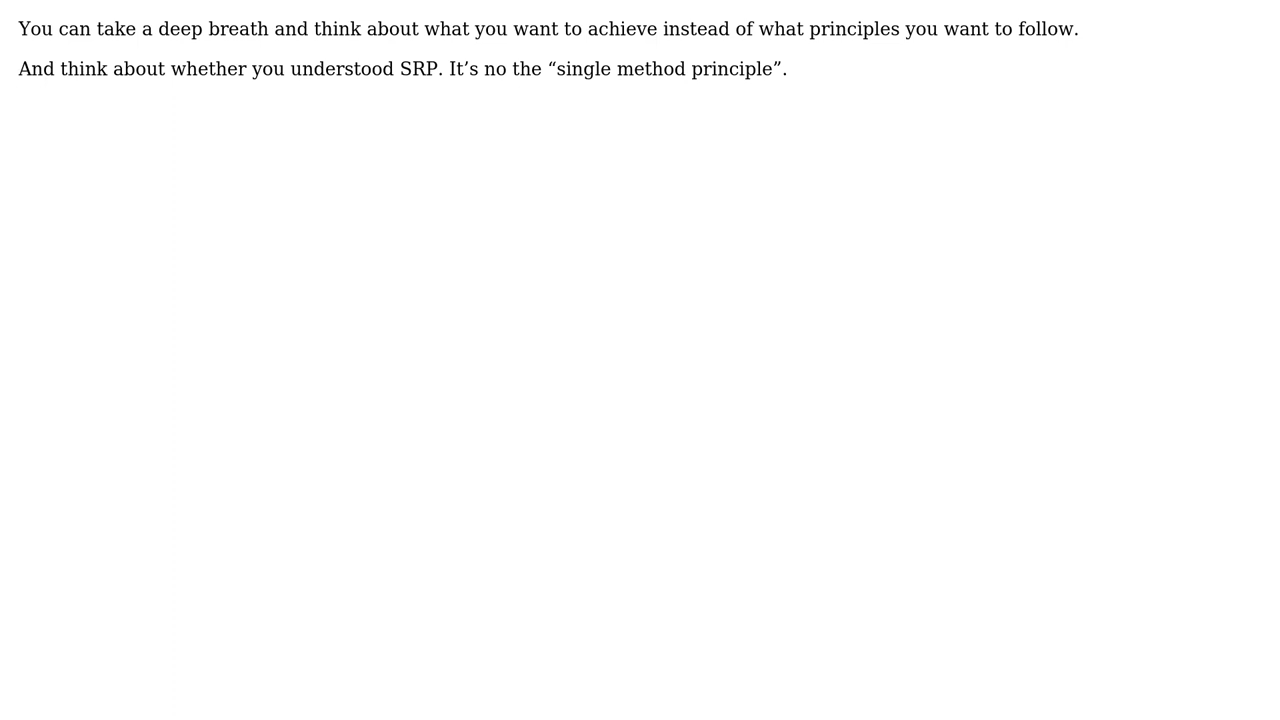 You can take a deep breath and think about what you want to achieve instead of what principles you want to follow.
And think about whether you understood SRP. It’s no the “single method principle”.